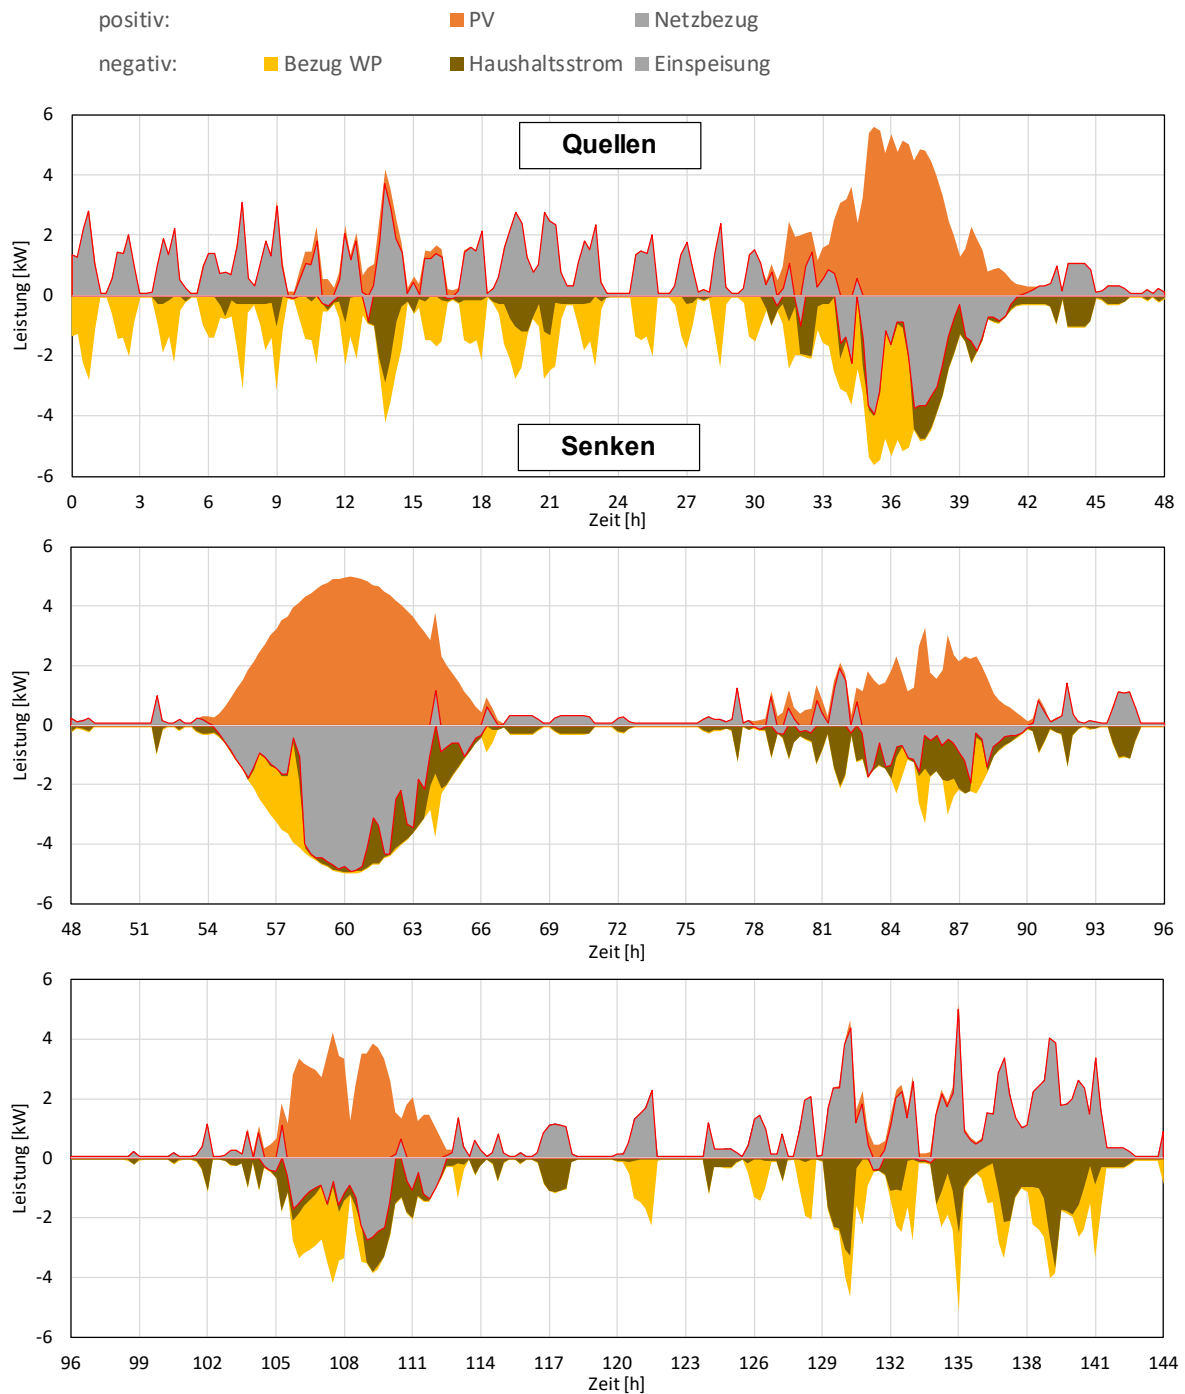 positiv: PV Netzbezug
negativ: Bezug WP Haushaltsstrom Einspeisung
6
Quellen
4
2
0
-2
-4
Senken
-6
Leistung [kW]
0 3 6 9 12 15 18 21 24 27 30 33 36 39 42 45 48
Zeit [h]
6
4
2
0
-2
-4
-6
Leistung [kW]
48 51 54 57 60 63 66 69 72 75 78 81 84 87 90 93 96
Zeit [h]
6
4
2
0
-2
-4
-6
Leistung [kW]
96 99 102 105 108 111 114 117 120 123 126 129 132 135 138 141 144
Zeit [h]